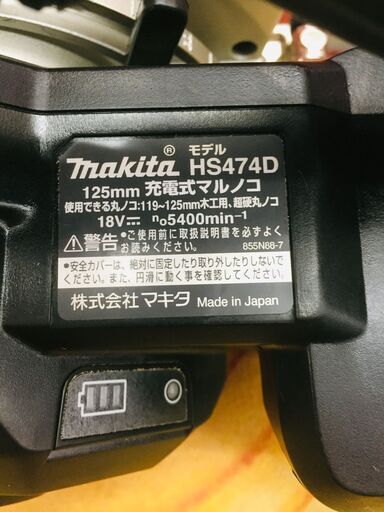 モデル
makita® HS474D
125mm 充電式マルノコ
使用できる丸ノコ:119~125mm木工用、超硬丸ノコ
18V⎓ n₀5400min⁻¹
⚠警告 ●ご使用前に取扱説明書を必ずよく
お読みください。 855N88-7
●安全カバーは、絶対に固定したり取り外したりしないで
ください。また、円滑に動く事を確認してください。
株式会社マキタ Made in Japan